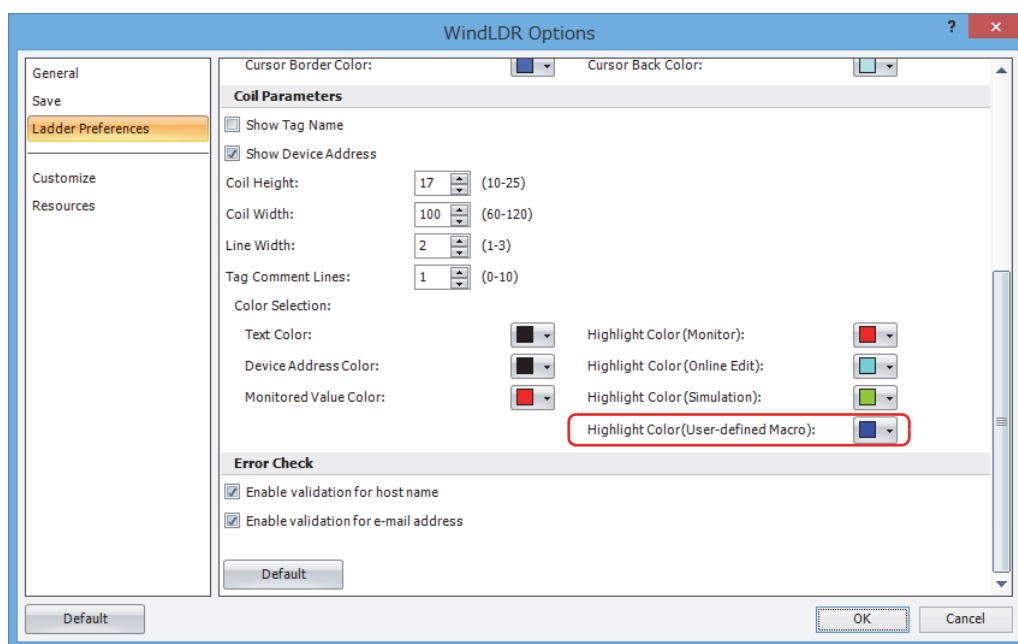 WindLDR Options
?
General
Save
Ladder Preferences
Customize
Resources
Cursor Border Color: Cursor Back Color:
Coil Parameters
Show Tag Name
Show Device Address
Coil Height: 17 (10-25)
Coil Width: 100 (60-120)
Line Width: 2 (1-3)
Tag Comment Lines: 1 (0-10)
Color Selection:
Text Color: Highlight Color(Monitor):
Device Address Color: Highlight Color(Online Edit):
Monitored Value Color: Highlight Color(Simulation):
Highlight Color(User-defined Macro):
Error Check
Enable validation for host name
Enable validation for e-mail address
Default
Default OK Cancel